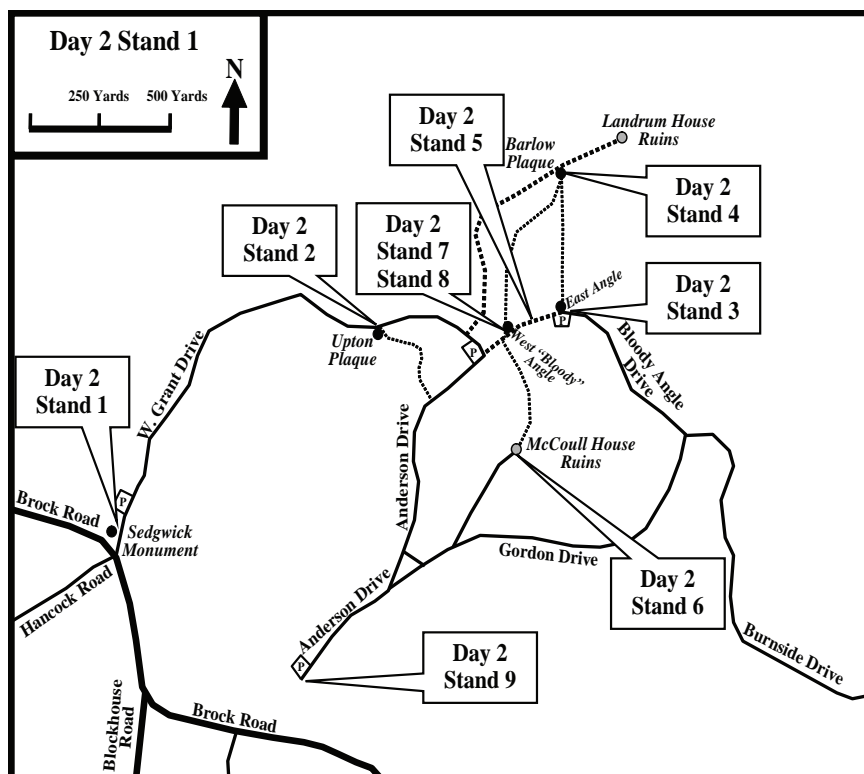 Day 2 Stand 1
N
250 Yards 500 Yards
Day 2
Stand 5
Landrum House
Ruins
Barlow
Plaque
Day 2
Stand 4
Day 2
Stand 2
Day 2
Stand 7
Stand 8
East Angle
P
Day 2
Stand 3
Upton
Plaque
P
West "Bloody"
Angle
Bloody Angle
Drive
W. Grant Drive
Day 2
Stand 1
P
Anderson Drive
McCoull House
Ruins
Brock Road
Sedgwick
Monument
Hancock Road
Gordon Drive
Day 2
Stand 6
Anderson Drive
P
Day 2
Stand 9
Burnside Drive
Blockhouse
Road
Brock Road